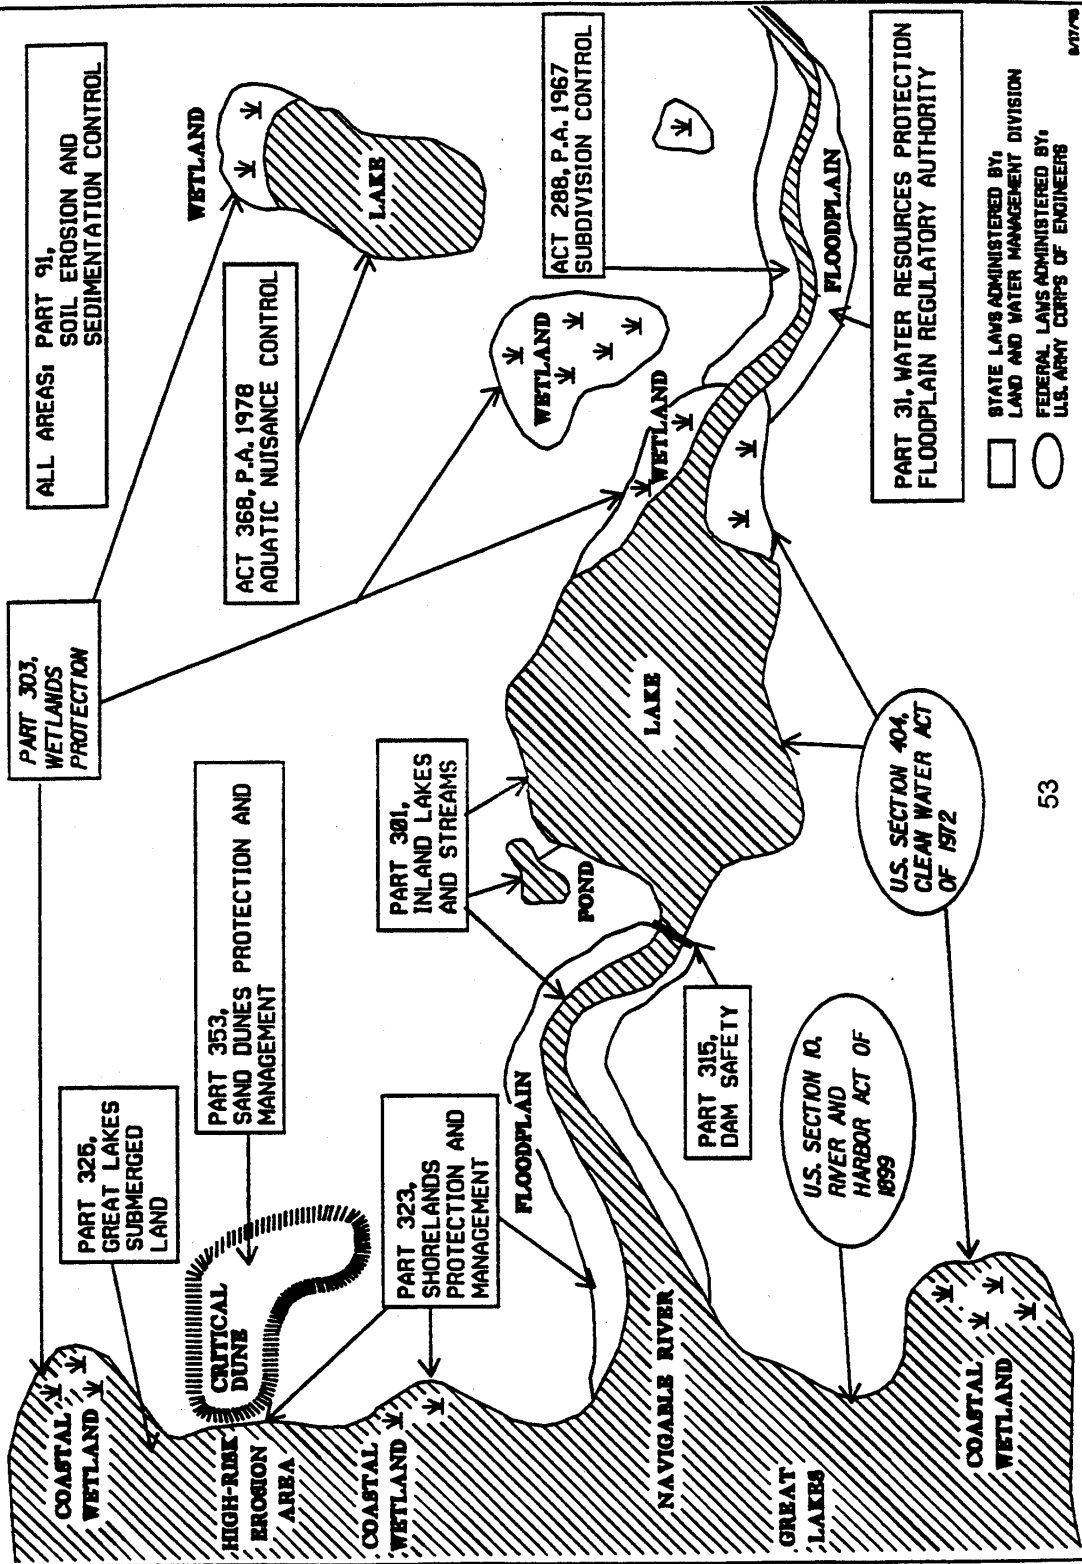 PART 303,
WETLANDS
PROTECTION
ALL AREAS: PART 91,
SOIL EROSION AND
SEDIMENTATION CONTROL
PART 325,
GREAT LAKES
SUBMERGED
LAND
PART 353,
SAND DUNES PROTECTION AND
MANAGEMENT
ACT 368, P.A. 1978
AQUATIC NUISANCE CONTROL
WETLAND
LAKE
COASTAL
WETLAND
CRITICAL
DUNE
HIGH-RISK
EROSION
AREA
PART 323,
SHORELANDS
PROTECTION AND
MANAGEMENT
PART 301,
INLAND LAKES
AND STREAMS
WETLAND
ACT 288, P.A. 1967
SUBDIVISION CONTROL
COASTAL
WETLAND
FLOODPLAIN
POND
LAKE
WETLAND
FLOODPLAIN
NAVIGABLE RIVER
PART 315,
DAM SAFETY
GREAT
LAKES
U.S. SECTION 10,
RIVER AND
HARBOR ACT OF
1899
U.S. SECTION 404,
CLEAN WATER ACT
OF 1972
PART 31, WATER RESOURCES PROTECTION
FLOODPLAIN REGULATORY AUTHORITY
COASTAL
WETLAND
STATE LAWS ADMINISTERED BY:
LAND AND WATER MANAGEMENT DIVISION
FEDERAL LAWS ADMINISTERED BY:
U.S. ARMY CORPS OF ENGINEERS
53